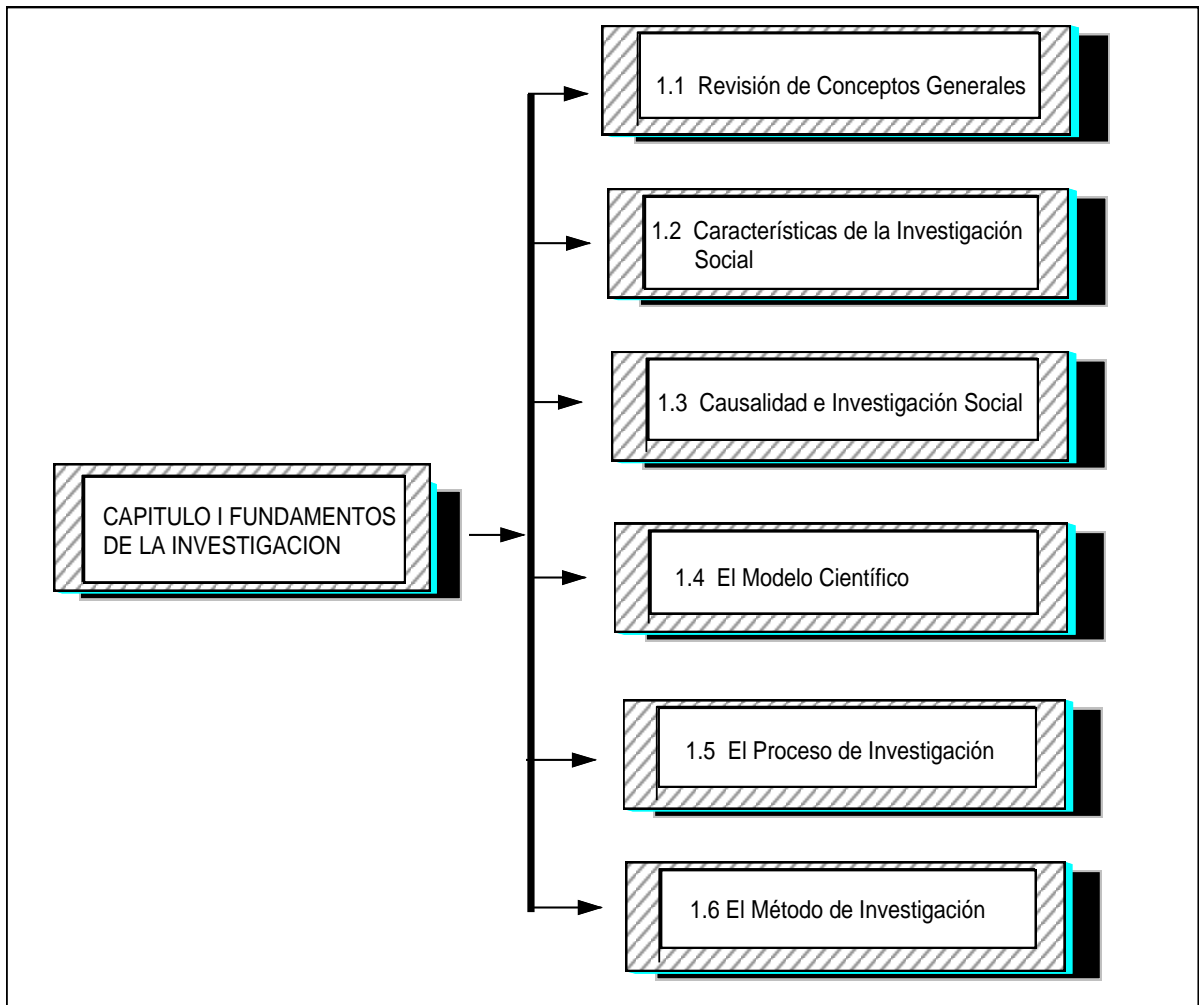 1.1 Revisión de Conceptos Generales
1.2 Características de la Investigación
Social
1.3 Causalidad e Investigación Social
CAPITULO I FUNDAMENTOS
DE LA INVESTIGACION
1.4 El Modelo Científico
1.5 El Proceso de Investigación
1.6 El Método de Investigación